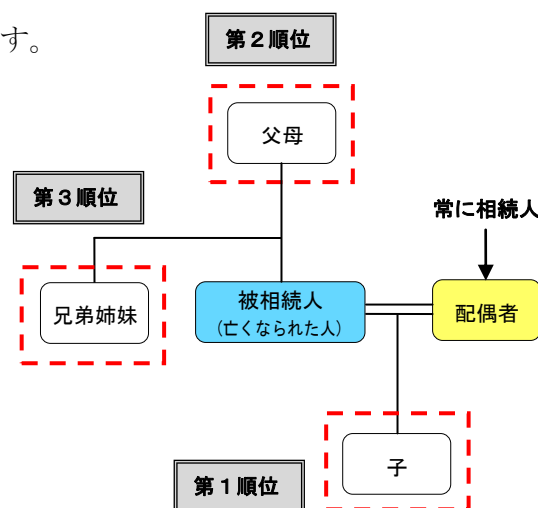 す。
第２順位
父母
第３順位
常に相続人
兄弟姉妹
被相続人
(亡くなられた人)
配偶者
子
第１順位